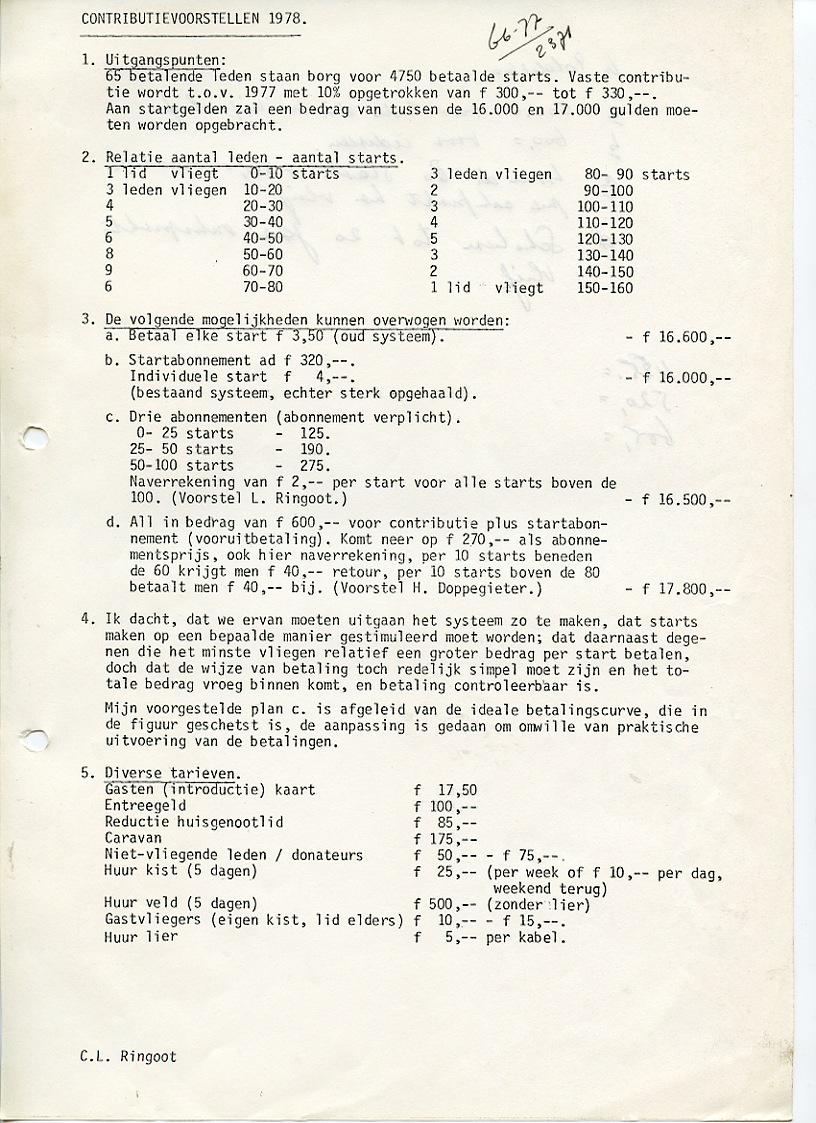 CONTRIBUTIEVOORSTELLEN 1978.
66-77
2371
1. Uitgangspunten:
65 betalende leden staan borg voor 4750 betaalde starts. Vaste contribu-
tie wordt t.o.v. 1977 met 10% opgetrokken van f 300,-- tot f 330,--.
Aan startgelden zal een bedrag van tussen de 16.000 en 17.000 gulden moe-
ten worden opgebracht.
2. Relatie aantal leden - aantal starts.
1 lid vliegt 0-10 starts 3 leden vliegen 80- 90 starts
3 leden vliegen 10-20 2 90-100
4 20-30 3 100-110
5 30-40 4 110-120
6 40-50 5 120-130
8 50-60 3 130-140
9 60-70 2 140-150
6 70-80 1 lid vliegt 150-160
3. De volgende mogelijkheden kunnen overwogen worden:
a. Betaal elke start f 3,50 (oud systeem). - f 16.600,--
b. Startabonnement ad f 320,--.
Individuele start f 4,--. - f 16.000,--
(bestaand systeem, echter sterk opgehaald).
c. Drie abonnementen (abonnement verplicht).
0- 25 starts - 125.
25- 50 starts - 190.
50-100 starts - 275.
Naverrekening van f 2,-- per start voor alle starts boven de
100. (Voorstel L. Ringoot.) - f 16.500,--
d. All in bedrag van f 600,-- voor contributie plus startabon-
nement (vooruitbetaling). Komt neer op f 270,-- als abonne-
mentsprijs, ook hier naverrekening, per 10 starts beneden
de 60 krijgt men f 40,-- retour, per 10 starts boven de 80
betaalt men f 40,-- bij. (Voorstel H. Doppegieter.) - f 17.800,--
4. Ik dacht, dat we ervan moeten uitgaan het systeem zo te maken, dat starts
maken op een bepaalde manier gestimuleerd moet worden; dat daarnaast dege-
nen die het minste vliegen relatief een groter bedrag per start betalen,
doch dat de wijze van betaling toch redelijk simpel moet zijn en het to-
tale bedrag vroeg binnen komt, en betaling controleerbaar is.
Mijn voorgestelde plan c. is afgeleid van de ideale betalingscurve, die in
de figuur geschetst is, de aanpassing is gedaan om omwille van praktische
uitvoering van de betalingen.
5. Diverse tarieven.
Gasten (introductie) kaart f 17,50
Entreegeld f 100,--
Reductie huisgenootlid f 85,--
Caravan f 175,--
Niet-vliegende leden / donateurs f 50,-- - f 75,--.
Huur kist (5 dagen) f 25,-- (per week of f 10,-- per dag,
weekend terug)
Huur veld (5 dagen) f 500,-- (zonder lier)
Gastvliegers (eigen kist, lid elders) f 10,-- - f 15,--.
Huur lier f 5,-- per kabel.
C.L. Ringoot